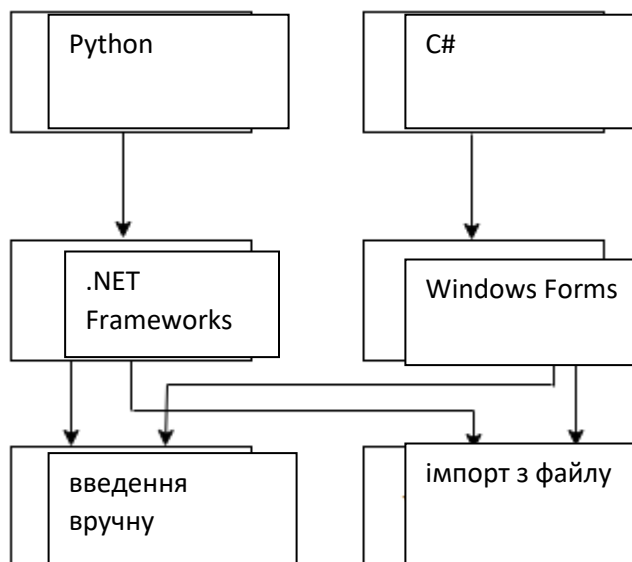 Python
C#
.NET
Frameworks
Windows Forms
введення
вручну
імпорт з файлу